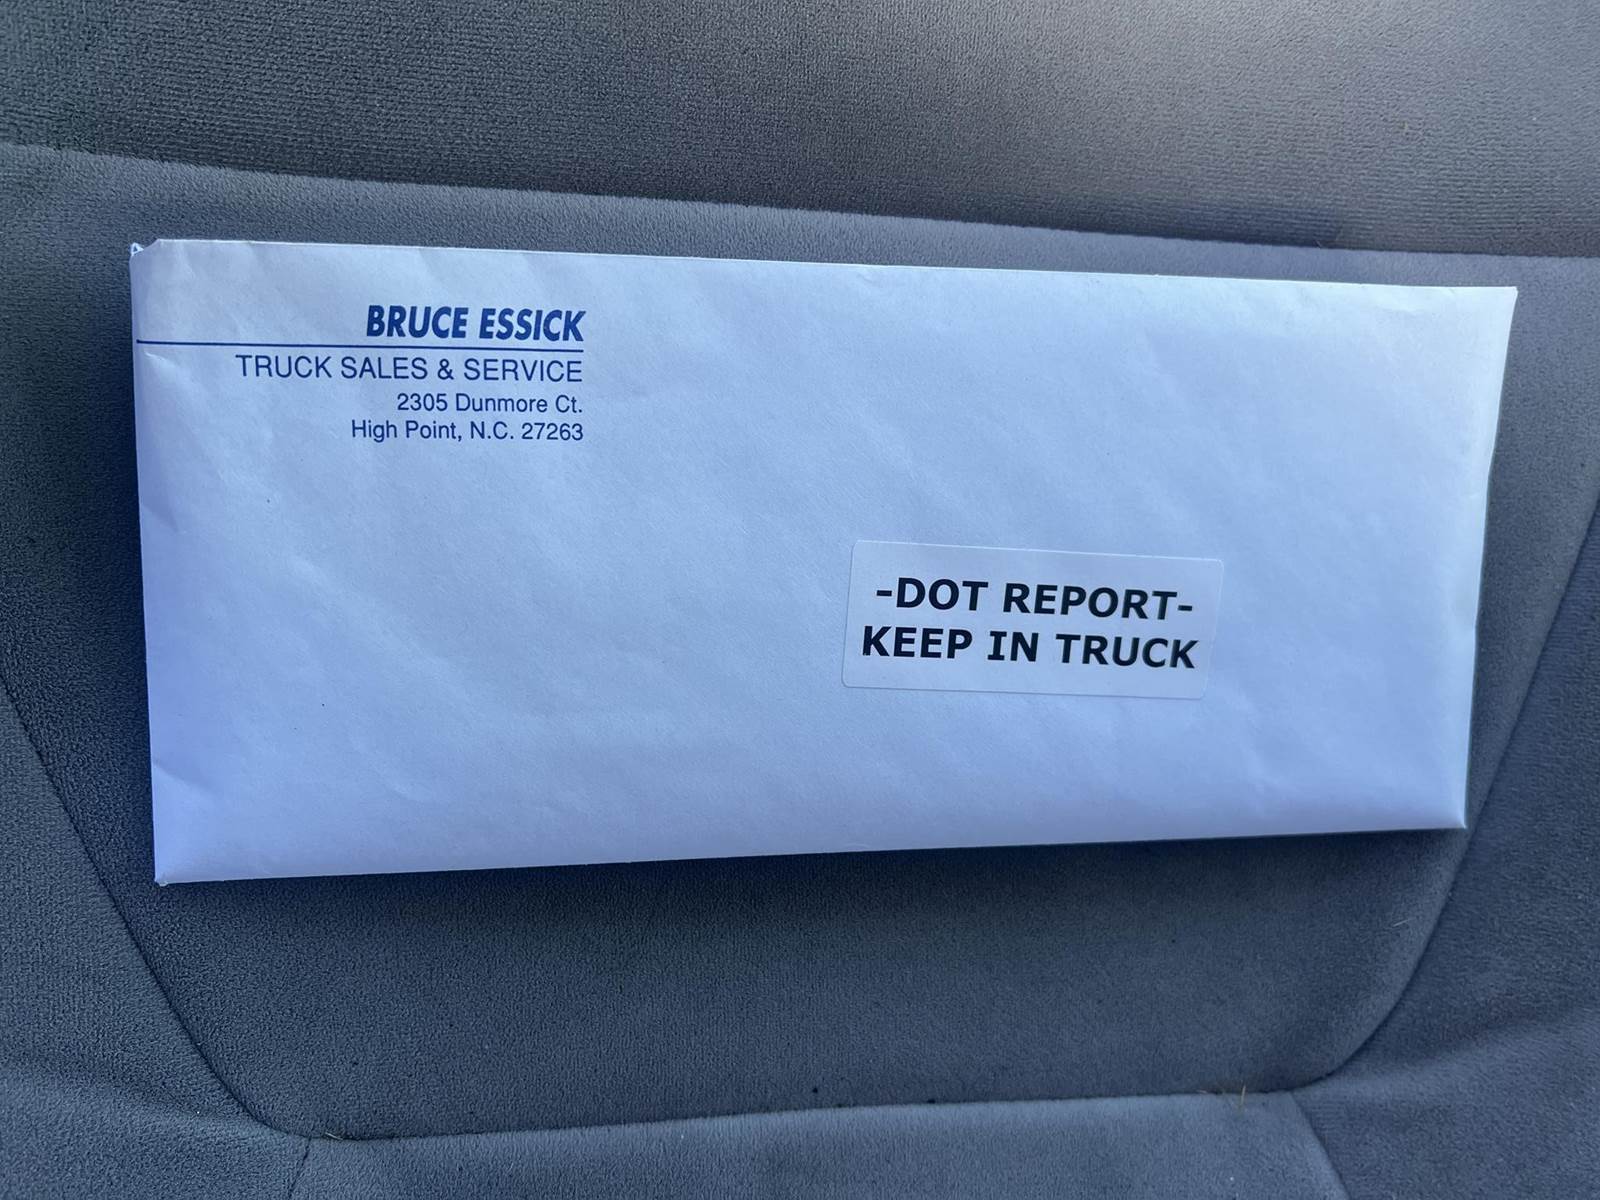 BRUCE ESSICK
TRUCK SALES & SERVICE
2305 Dunmore Ct.
High Point, N.C. 27263
-DOT REPORT-
KEEP IN TRUCK